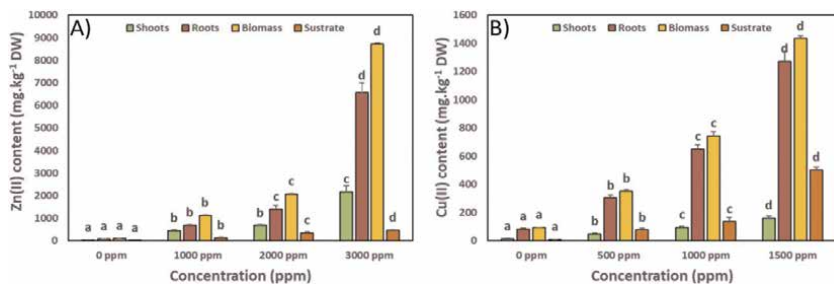 A)
Shoots Roots Biomass Sustrate
Zn(II) content (mg.kg⁻¹ DW)
10000
9000
8000
7000
6000
5000
4000
3000
2000
1000
0
a a a a
b b b b
b c c c
c d d d
0 ppm 1000 ppm 2000 ppm 3000 ppm
Concentration (ppm)
B)
Shoots Roots Biomass Sustrate
Cu(II) content (mg.kg⁻¹ DW)
1600
1400
1200
1000
800
600
400
200
0
a a a a
b b b b
c c c c
d d d d
0 ppm 500 ppm 1000 ppm 1500 ppm
Concentration (ppm)